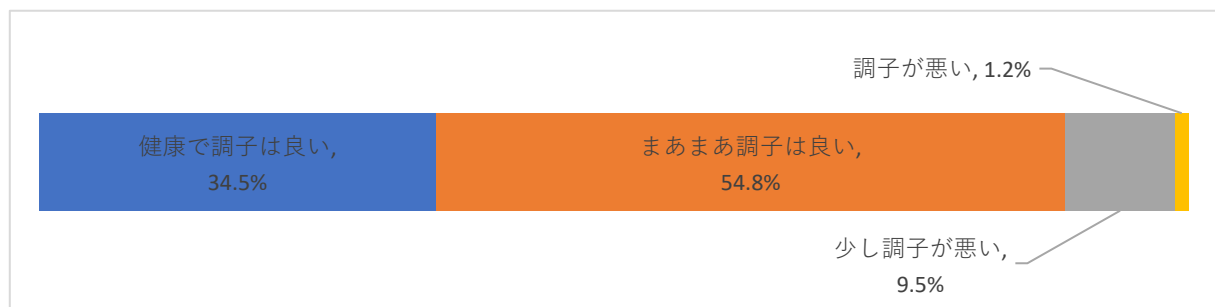 調子が悪い, 1.2%
健康で調子は良い,
34.5%
まあまあ調子は良い,
54.8%
少し調子が悪い,
9.5%